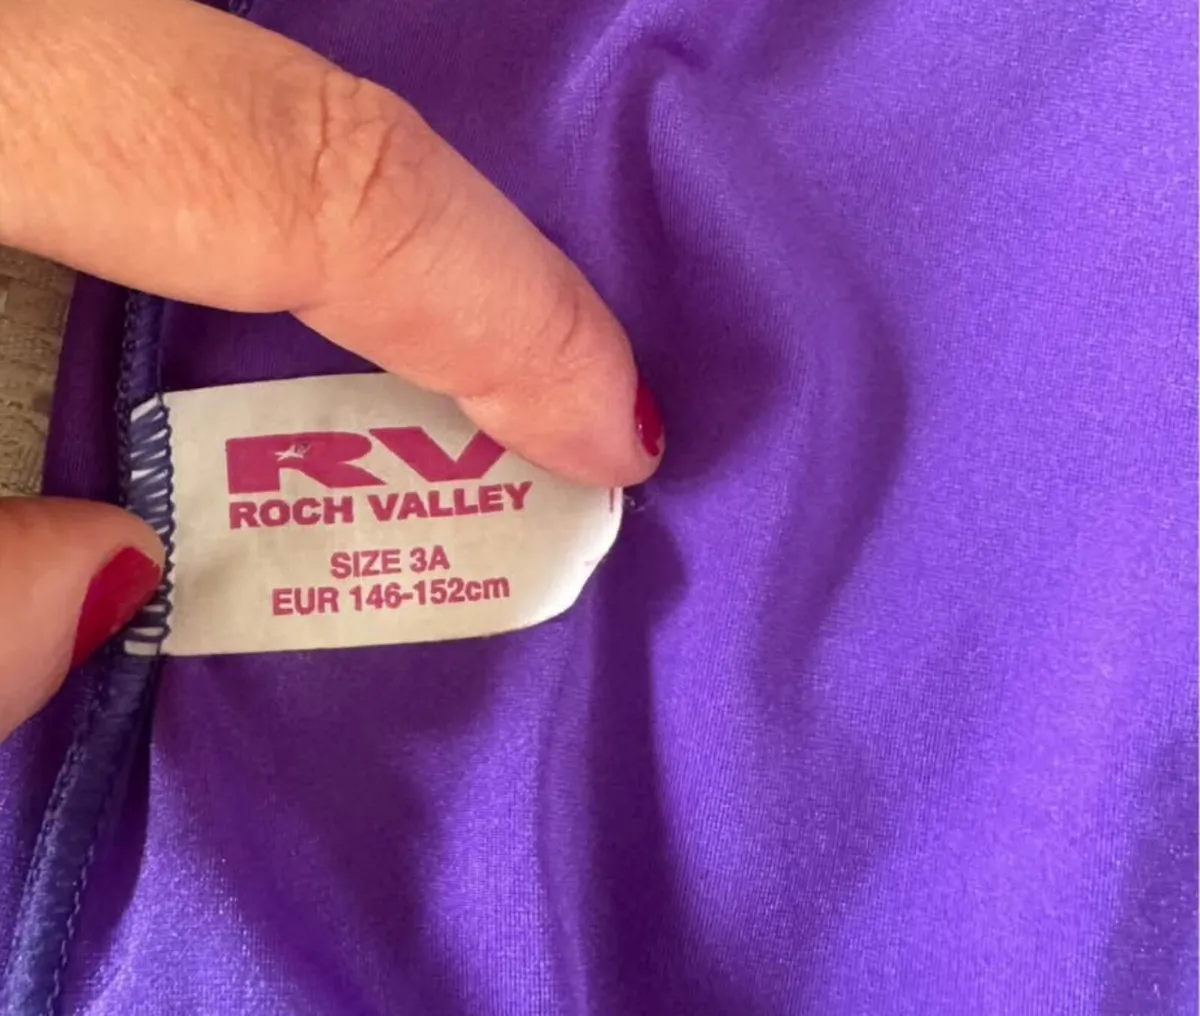 RV
ROCH VALLEY
SIZE 3A
EUR 146-152cm